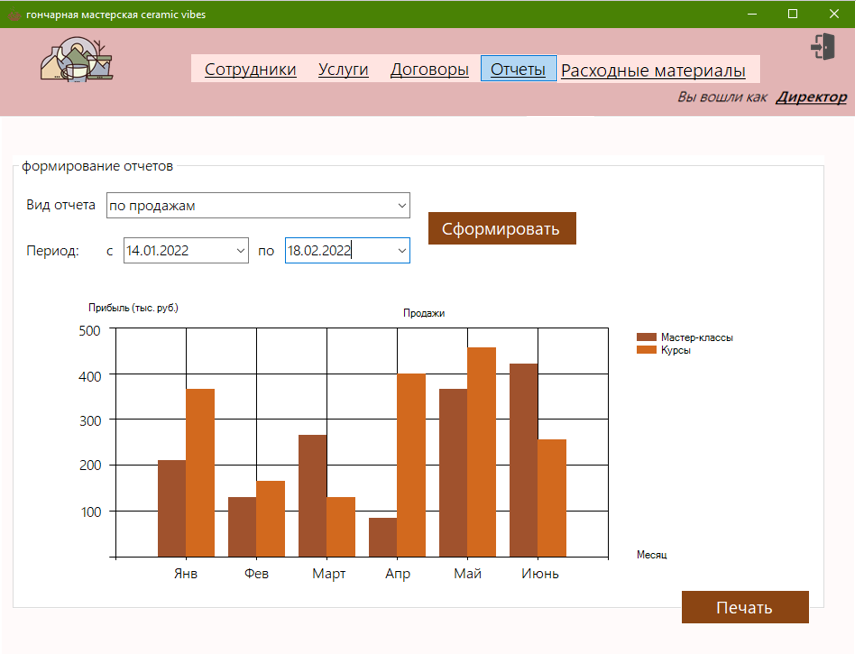 гончарная мастерская ceramic vibes
Сотрудники Услуги Договоры Отчеты Расходные материалы
Вы вошли как Директор
формирование отчетов
Вид отчета по продажам
Сформировать
Период: с 14.01.2022 по 18.02.2022
Прибыль (тыс. руб.) Продажи
500
Мастер-классы
Курсы
400
300
200
100
Месяц
Янв Фев Март Апр Май Июнь
Печать